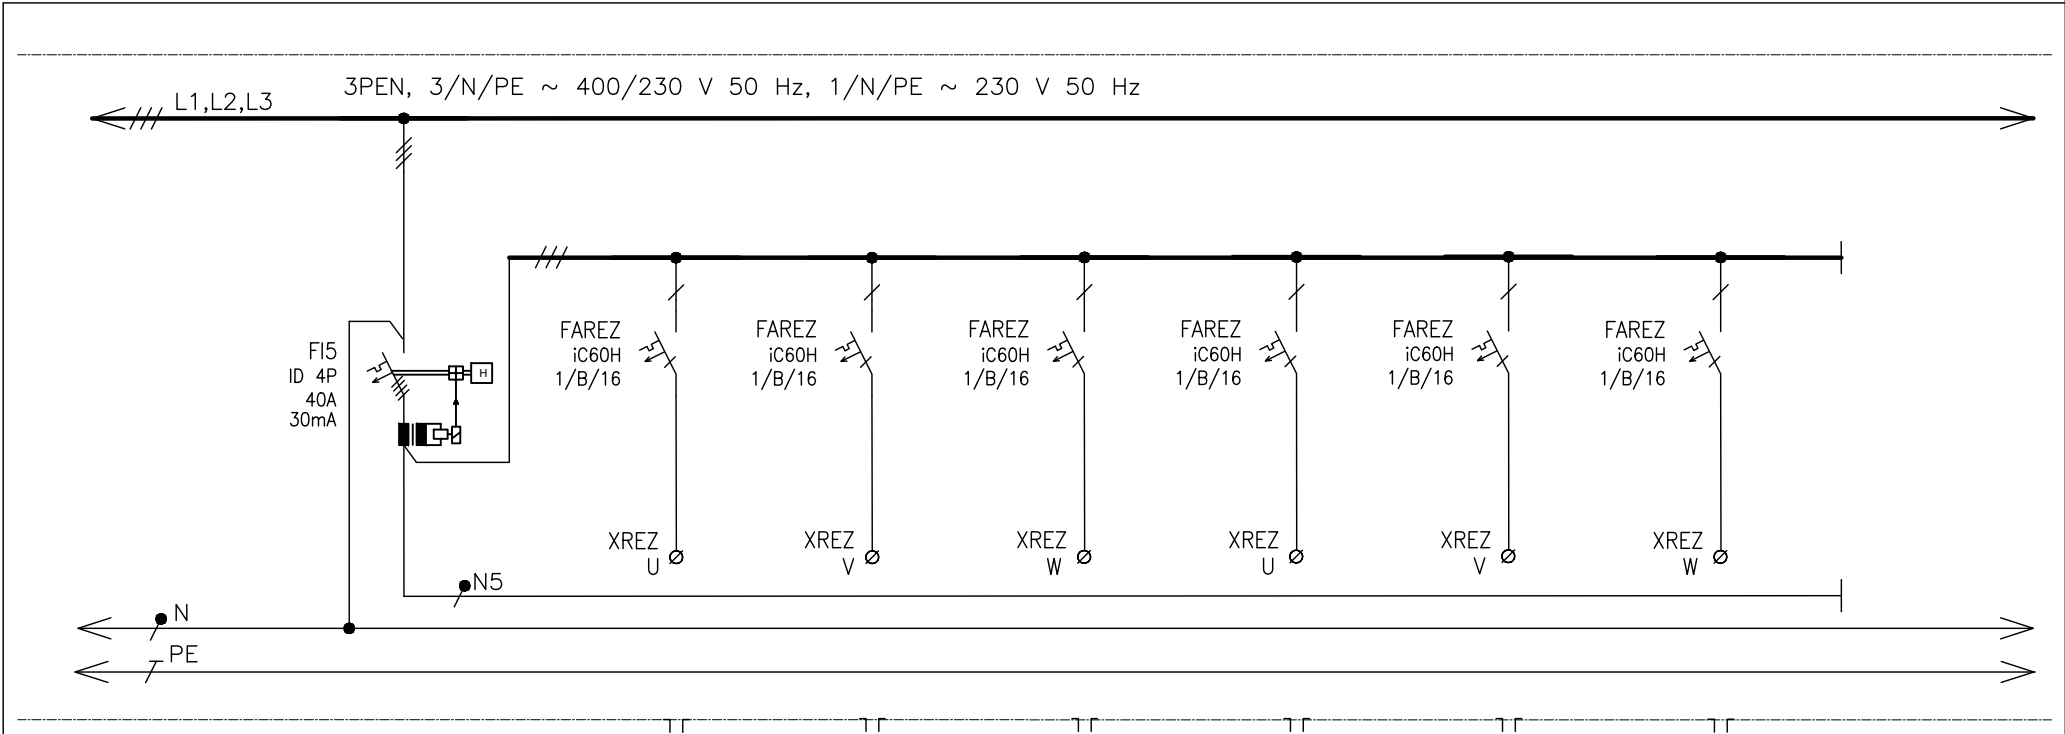 3PEN, 3/N/PE ~ 400/230 V 50 Hz, 1/N/PE ~ 230 V 50 Hz
L1,L2,L3
FI5
ID 4P
40A
30mA
H
FAREZ
iC60H
1/B/16
FAREZ
iC60H
1/B/16
FAREZ
iC60H
1/B/16
FAREZ
iC60H
1/B/16
FAREZ
iC60H
1/B/16
FAREZ
iC60H
1/B/16
XREZ
U
XREZ
V
XREZ
W
XREZ
U
XREZ
V
XREZ
W
N5
N
PE